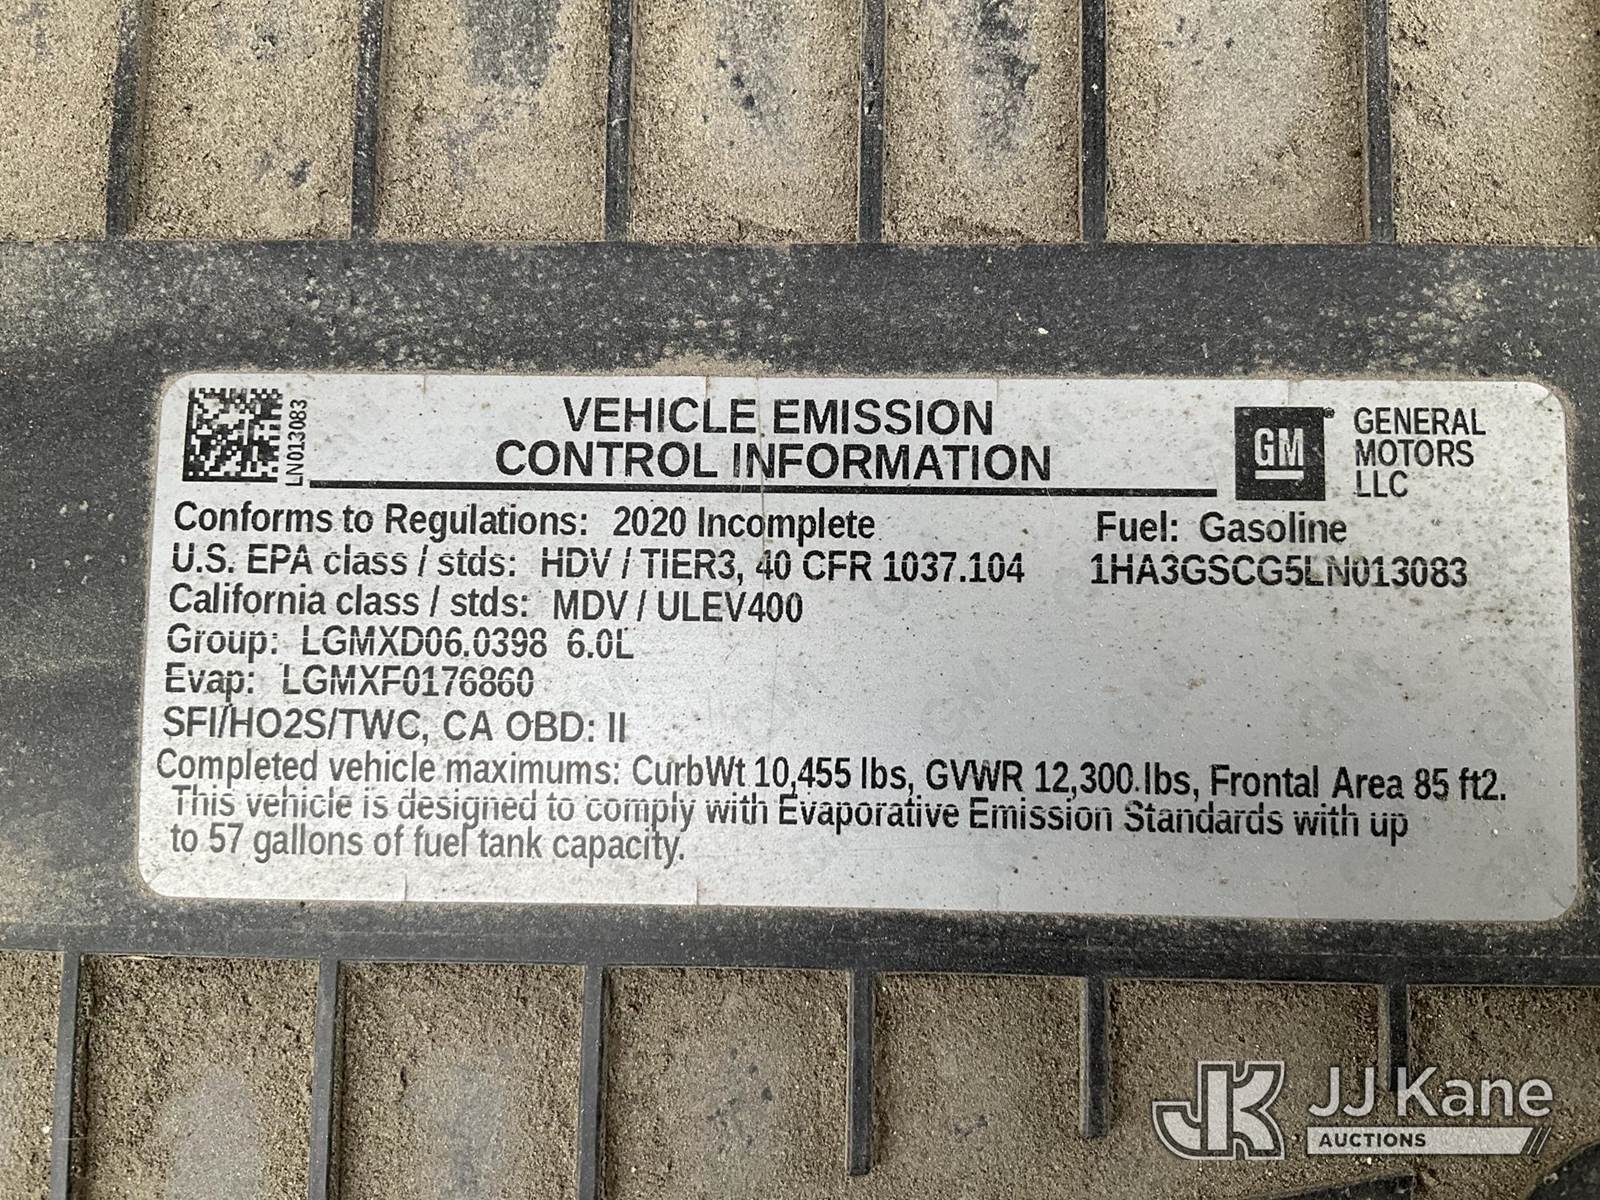 LN013083
VEHICLE EMISSION
CONTROL INFORMATION
GM
GENERAL
MOTORS
LLC
Conforms to Regulations: 2020 Incomplete
Fuel: Gasoline
U.S. EPA class / stds: HDV / TIER3, 40 CFR 1037.104
1HA3GSCG5LN013083
California class / stds: MDV / ULEV400
Group: LGMXD06.0398 6.0L
Evap: LGMXF0176860
SFI/HO2S/TWC, CA OBD: II
Completed vehicle maximums: CurbWt 10,455 lbs, GVWR 12,300 lbs, Frontal Area 85 ft2.
This vehicle is designed to comply with Evaporative Emission Standards with up
to 57 gallons of fuel tank capacity.
JK JJ Kane
AUCTIONS